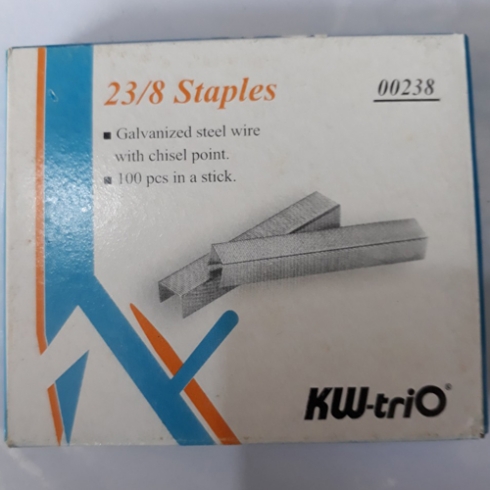 23/8 Staples
00238
■ Galvanized steel wire
with chisel point.
■ 100 pcs in a stick.
KW-triO®